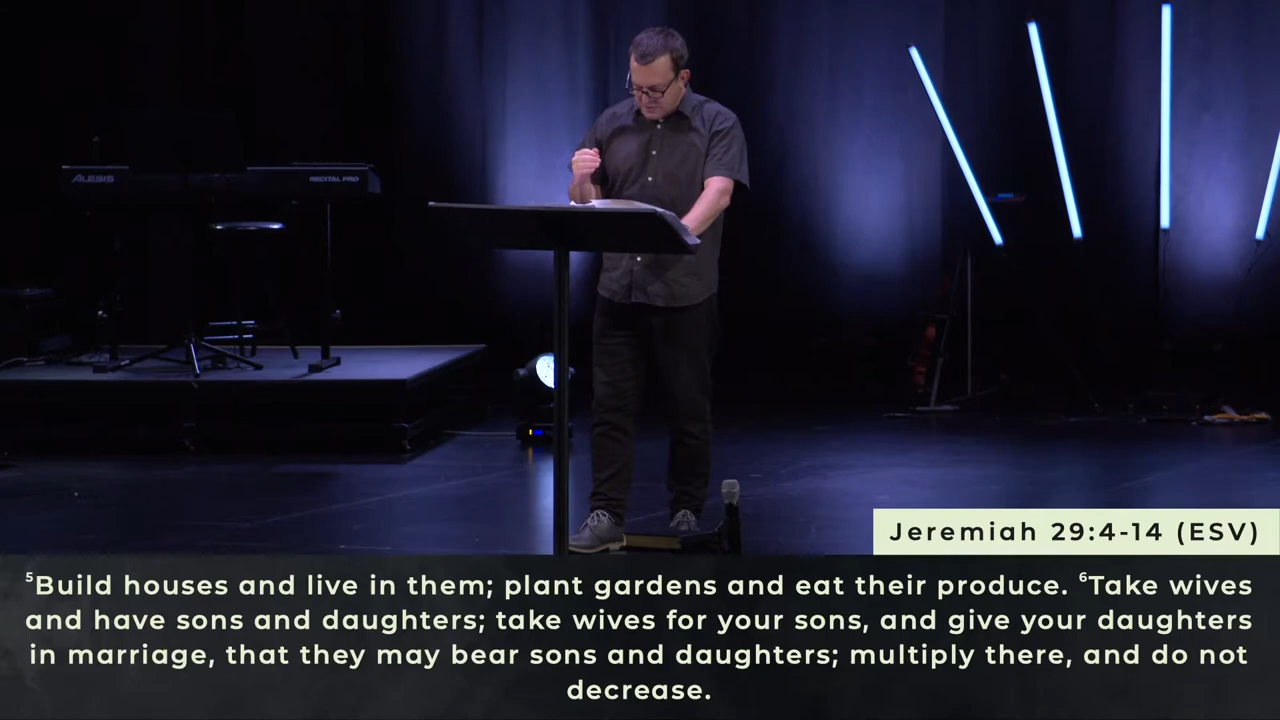 ALESIS
RECITAL PRO
Jeremiah 29:4-14 (ESV)
⁵Build houses and live in them; plant gardens and eat their produce. ⁶Take wives
and have sons and daughters; take wives for your sons, and give your daughters
in marriage, that they may bear sons and daughters; multiply there, and do not
decrease.